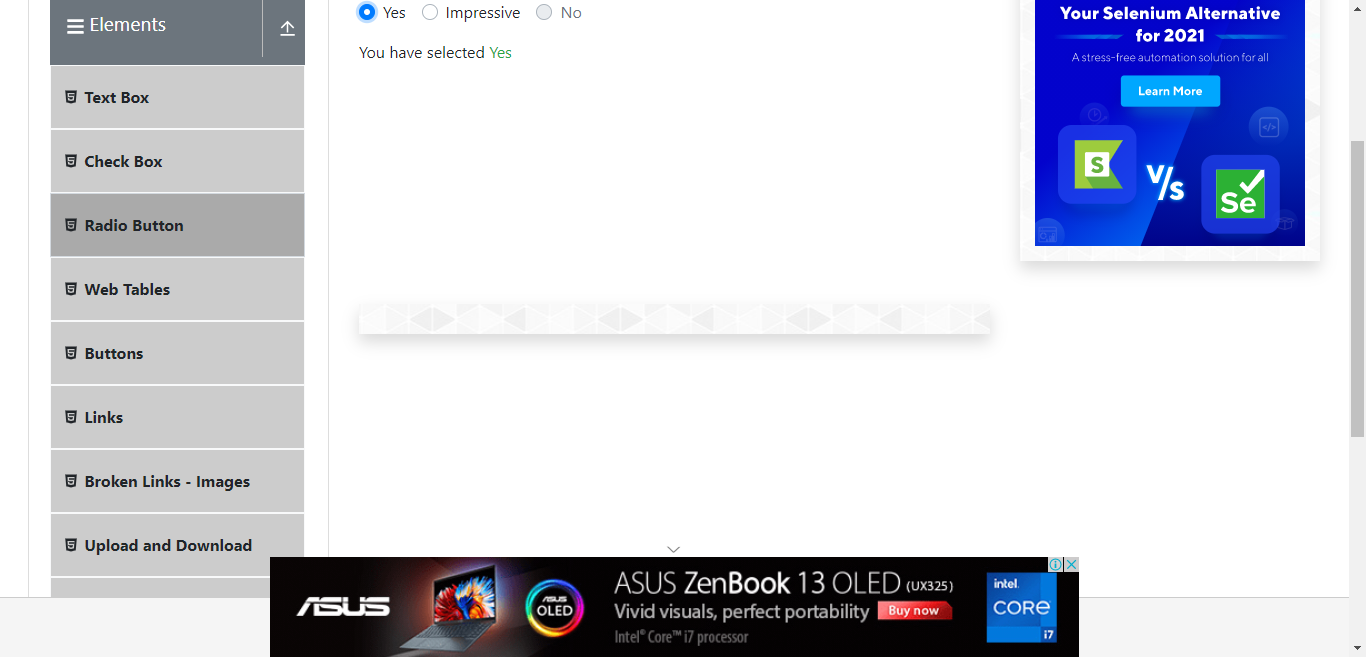 Elements
Text Box
Check Box
Radio Button
Web Tables
Buttons
Links
Broken Links - Images
Upload and Download
Yes
Impressive
No
You have selected Yes
Your Selenium Alternative
for 2021
A stress-free automation solution for all
Learn More
S
V/s
Se
ASUS
ASUS
OLED
ASUS ZenBook 13 OLED (UX325)
Vivid visuals, perfect portability
Buy now
Intel® Core™ i7 processor
intel.
CORE
i7